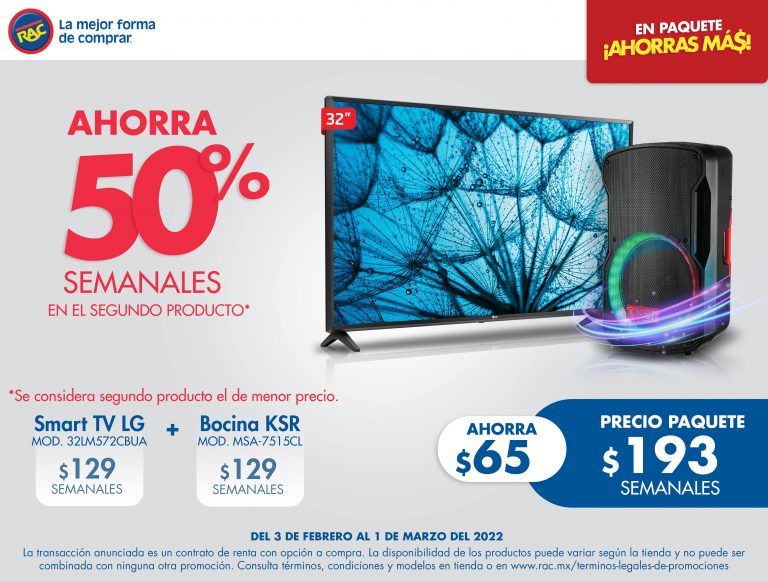 RAC
La mejor forma
de comprar.
EN PAQUETE
¡AHORRAS MÁ$!
AHORRA
50%
SEMANALES
EN EL SEGUNDO PRODUCTO*
32"
LG
*Se considera segundo producto el de menor precio.
Smart TV LG + Bocina KSR
MOD. 32LM572CBUA MOD. MSA-7515CL
$129 $129
SEMANALES SEMANALES
AHORRA
$65
PRECIO PAQUETE
$193
SEMANALES
DEL 3 DE FEBRERO AL 1 DE MARZO DEL 2022
La transacción anunciada es un contrato de renta con opción a compra. La disponibilidad de los productos puede variar según la tienda y no puede ser
combinada con ninguna otra promoción. Consulta términos, condiciones y modelos en tienda o en www.rac.mx/terminos-legales-de-promociones